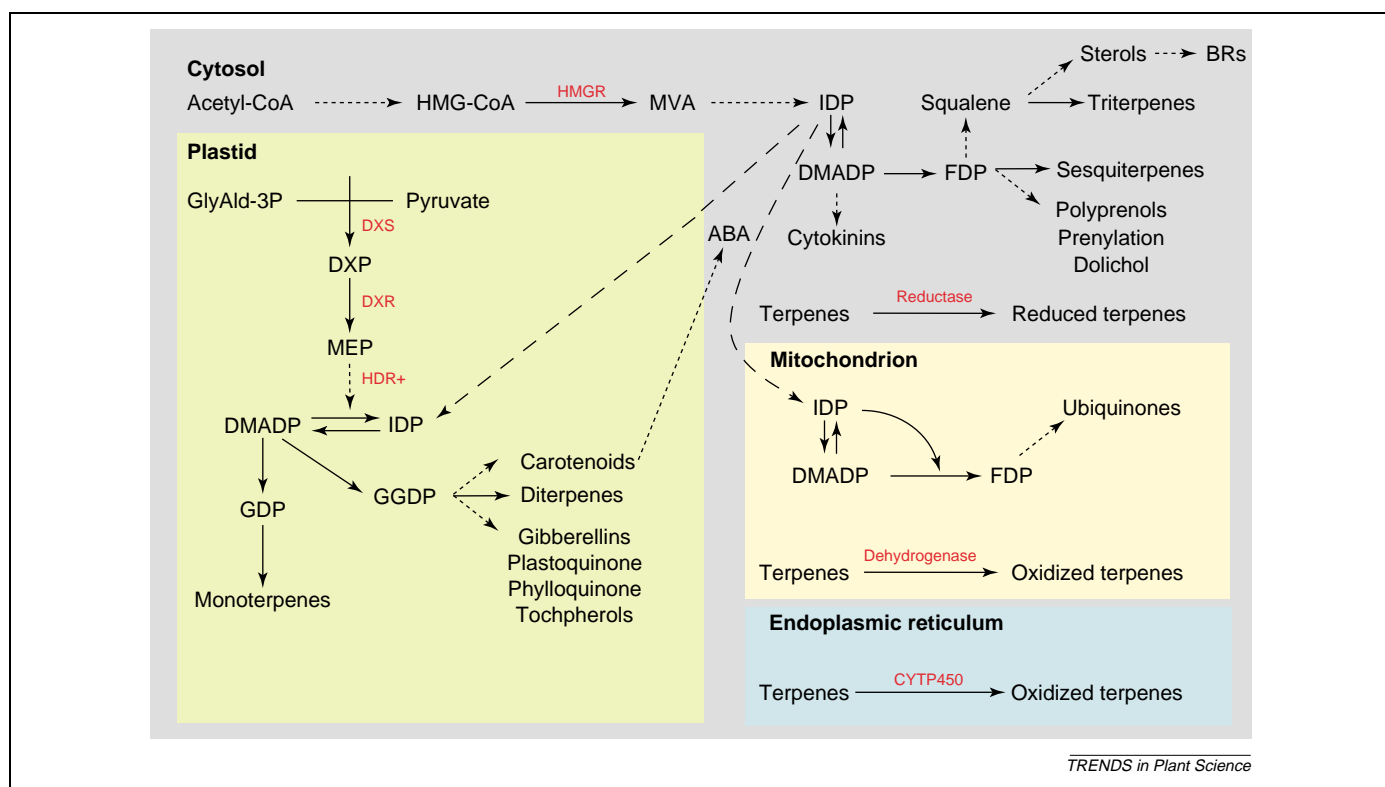 Cytosol
Acetyl-CoA
HMG-CoA
HMGR
MVA
IDP
DMADP
Cytokinins
FDP
Squalene
Sterols
BRs
Triterpenes
Sesquiterpenes
Polyprenols
Prenylation
Dolichol
ABA
Terpenes
Reductase
Reduced terpenes
Plastid
GlyAld-3P
Pyruvate
DXS
DXP
DXR
MEP
HDR+
DMADP
IDP
GDP
Monoterpenes
GGDP
Carotenoids
Diterpenes
Gibberellins
Plastoquinone
Phylloquinone
Tochpherols
Mitochondrion
IDP
DMADP
FDP
Ubiquinones
Terpenes
Dehydrogenase
Oxidized terpenes
Endoplasmic reticulum
Terpenes
CYTP450
Oxidized terpenes
TRENDS in Plant Science